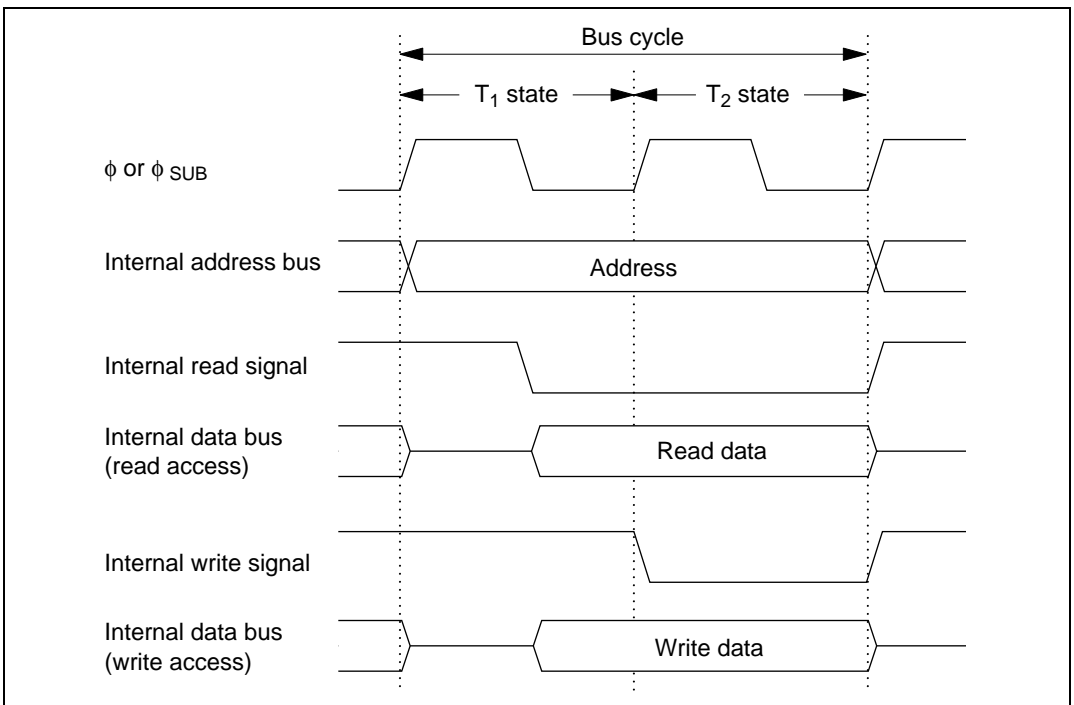 Bus cycle
T₁ state
T₂ state
ϕ or ϕ SUB
Internal address bus
Address
Internal read signal
Internal data bus
(read access)
Read data
Internal write signal
Internal data bus
(write access)
Write data